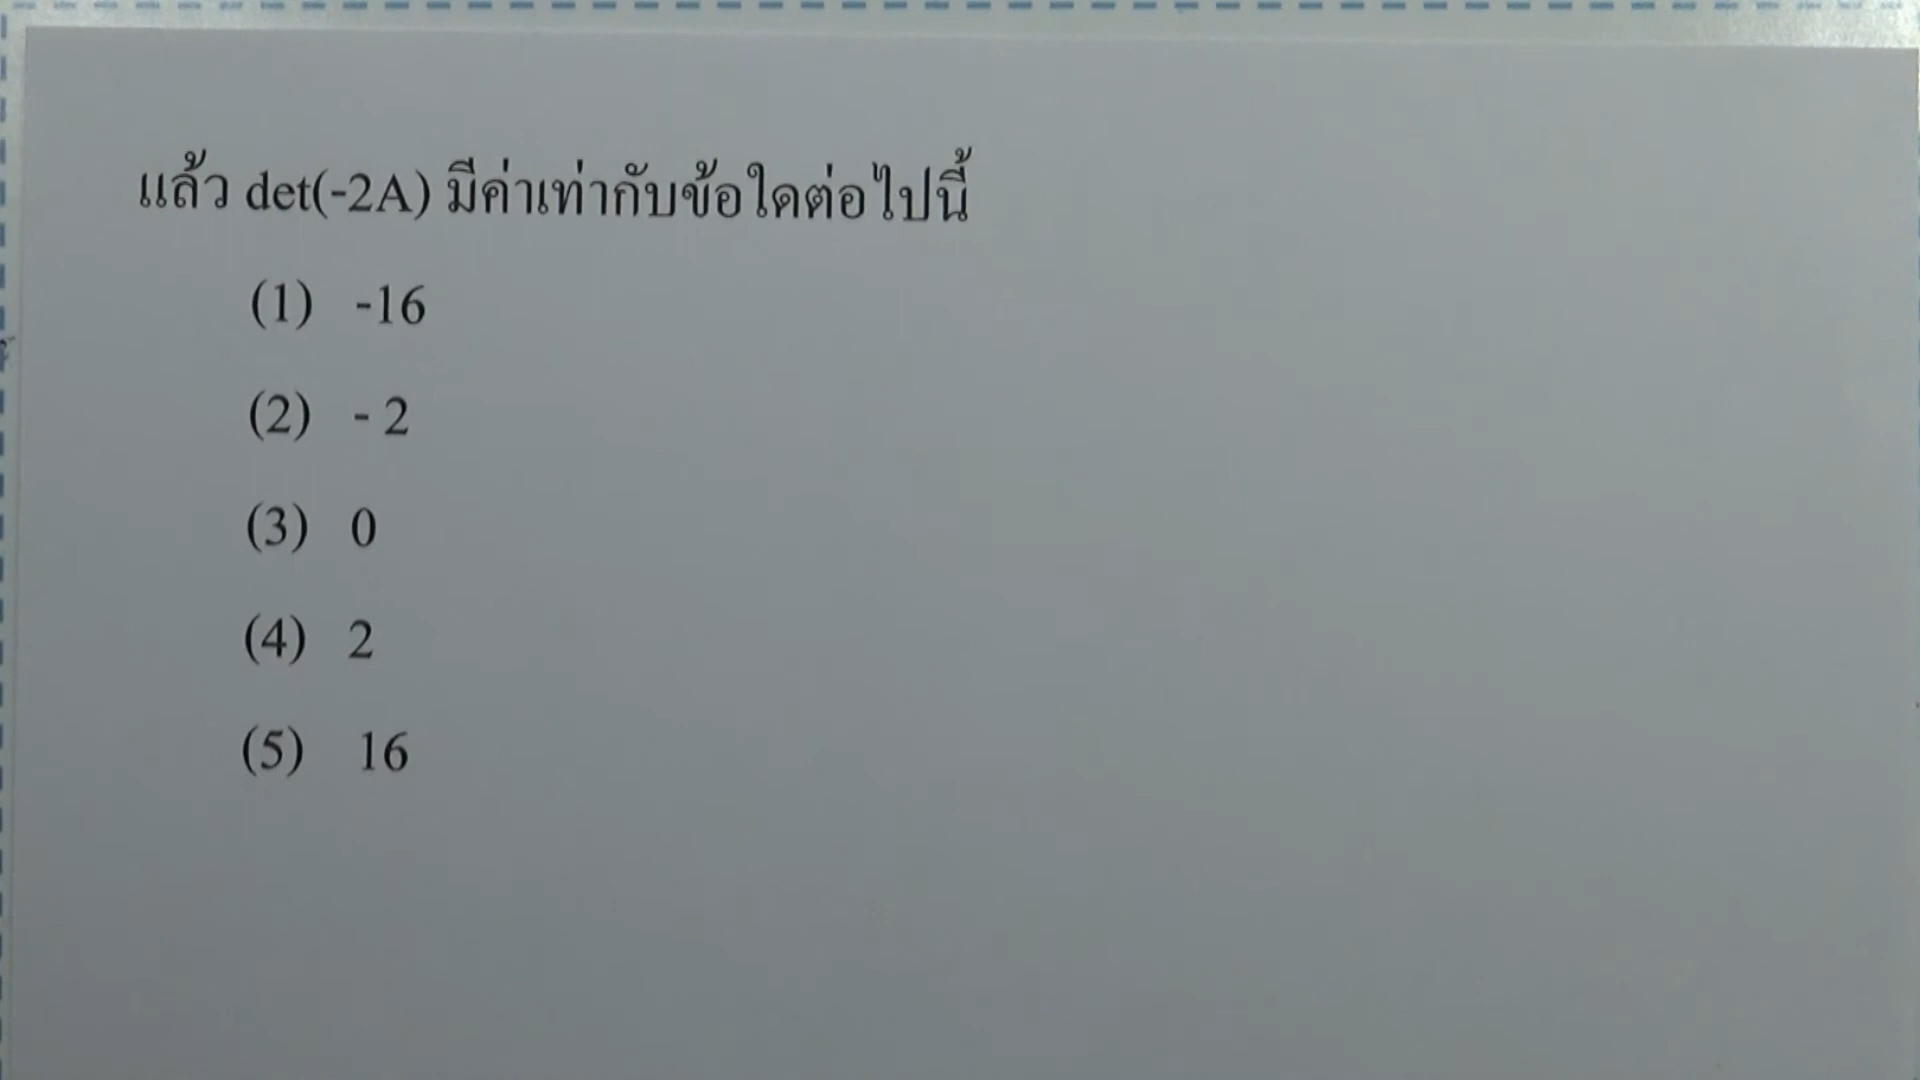 แล้ว det(-2A) มีค่าเท่ากับข้อใดต่อไปนี้
(1) -16
(2) - 2
(3) 0
(4) 2
(5) 16